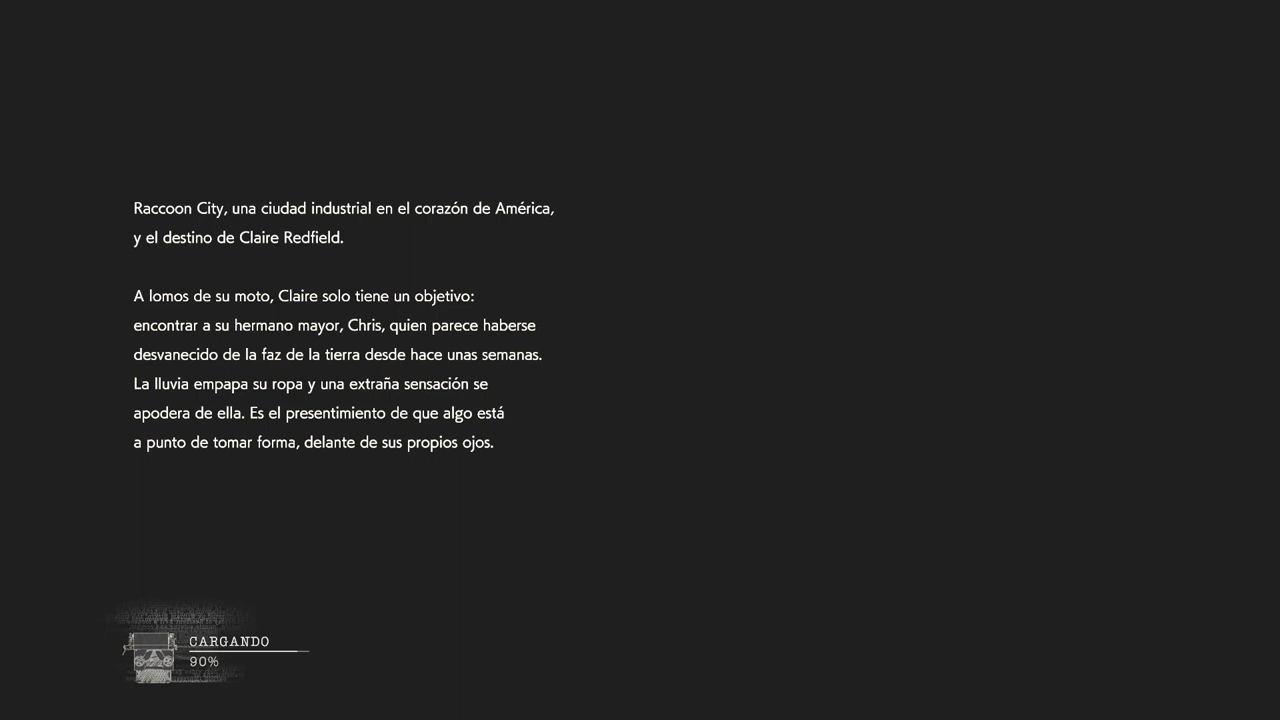 Raccoon City, una ciudad industrial en el corazón de América,
y el destino de Claire Redfield.
A lomos de su moto, Claire solo tiene un objetivo:
encontrar a su hermano mayor, Chris, quien parece haberse
desvanecido de la faz de la tierra desde hace unas semanas.
La lluvia empapa su ropa y una extraña sensación se
apodera de ella. Es el presentimiento de que algo está
a punto de tomar forma, delante de sus propios ojos.
CARGANDO
90%